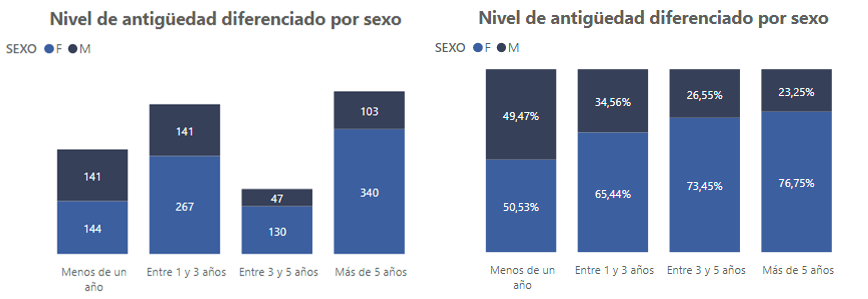 Nivel de antigüedad diferenciado por sexo
SEXO F M
141
144
141
267
47
130
103
340
Menos de un
año
Entre 1 y 3 años
Entre 3 y 5 años
Más de 5 años
Nivel de antigüedad diferenciado por sexo
SEXO F M
49,47%
50,53%
34,56%
65,44%
26,55%
73,45%
23,25%
76,75%
Menos de un
año
Entre 1 y 3 años
Entre 3 y 5 años
Más de 5 años